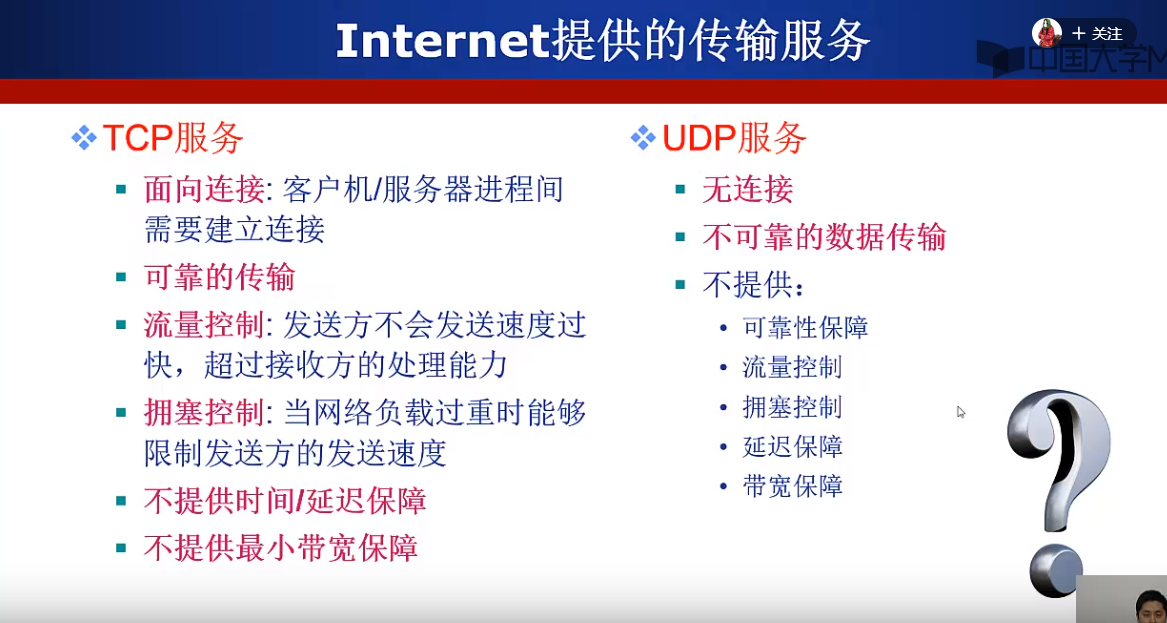 Internet提供的传输服务
+ 关注
中国大学M
TCP服务
面向连接: 客户机/服务器进程间
需要建立连接
可靠的传输
流量控制: 发送方不会发送速度过
快，超过接收方的处理能力
拥塞控制: 当网络负载过重时能够
限制发送方的发送速度
不提供时间/延迟保障
不提供最小带宽保障
UDP服务
无连接
不可靠的数据传输
不提供：
可靠性保障
流量控制
拥塞控制
延迟保障
带宽保障
?